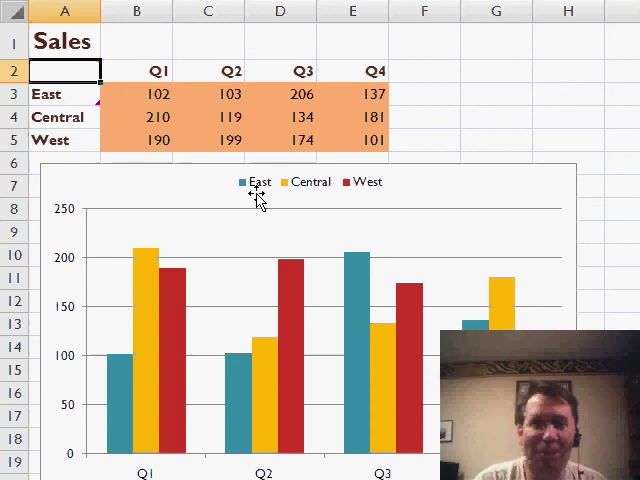 A B C D E F G H
1 Sales
2 Q1 Q2 Q3 Q4
3 East 102 103 206 137
4 Central 210 119 134 181
5 West 190 199 174 101
6
7 East Central West
8 250
9
10 200
11
12 150
13
14 100
15
16
17 50
18
19 0
Q1 Q2 Q3